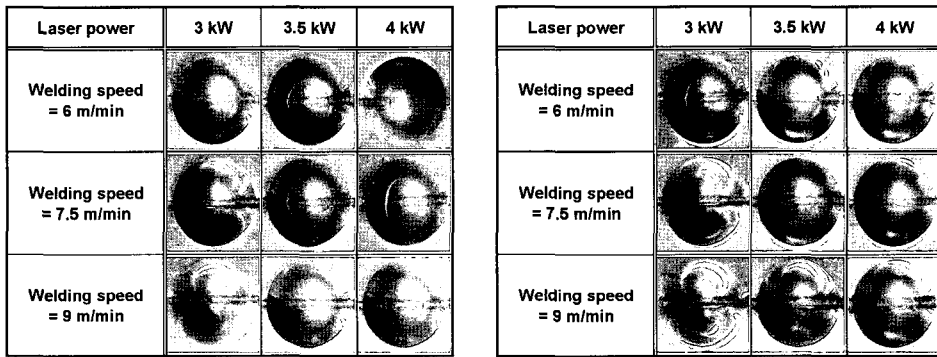 Laser power 3 kW 3.5 kW 4 kW
Welding speed
= 6 m/min
Welding speed
= 7.5 m/min
Welding speed
= 9 m/min
Laser power 3 kW 3.5 kW 4 kW
Welding speed
= 6 m/min
Welding speed
= 7.5 m/min
Welding speed
= 9 m/min